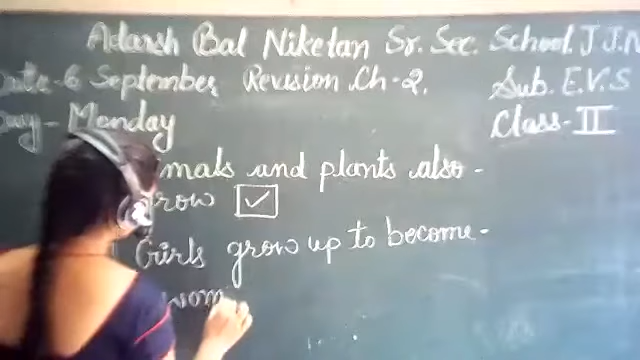 Adarsh Bal Niketan Sr. Sec. School. J J N
Date-6 September Revision Ch-2. Sub. E.V.S
Day-Monday Class-II
mals and plants also-
grow ✓
Girls grow up to become-
wom